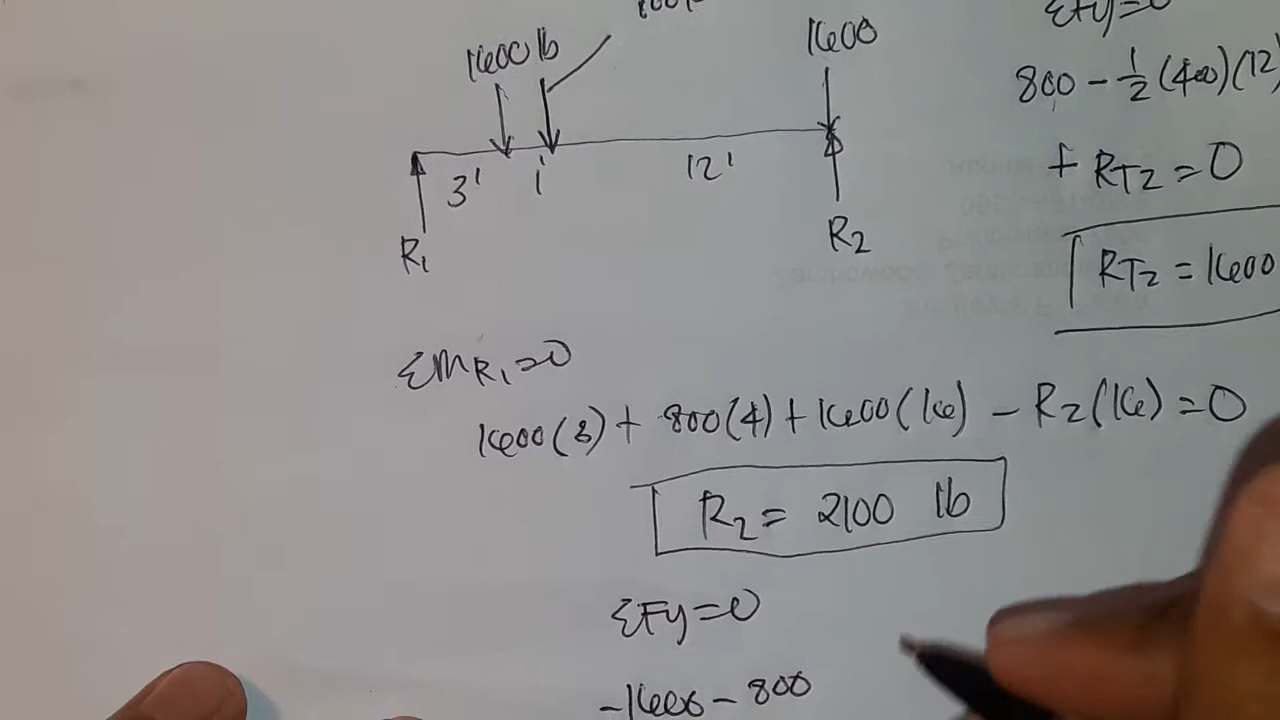 1600 lb
1600
ΣFy=0
800 - 1/2 (400)(12)
+ RT2 = 0
RT2 = 1600
3' 1' 12'
R1
R2
ΣMR1=0
1600(3) + 800(4) + 1600(16) - R2(16) = 0
R2 = 2100 lb
ΣFy=0
-1600 - 800